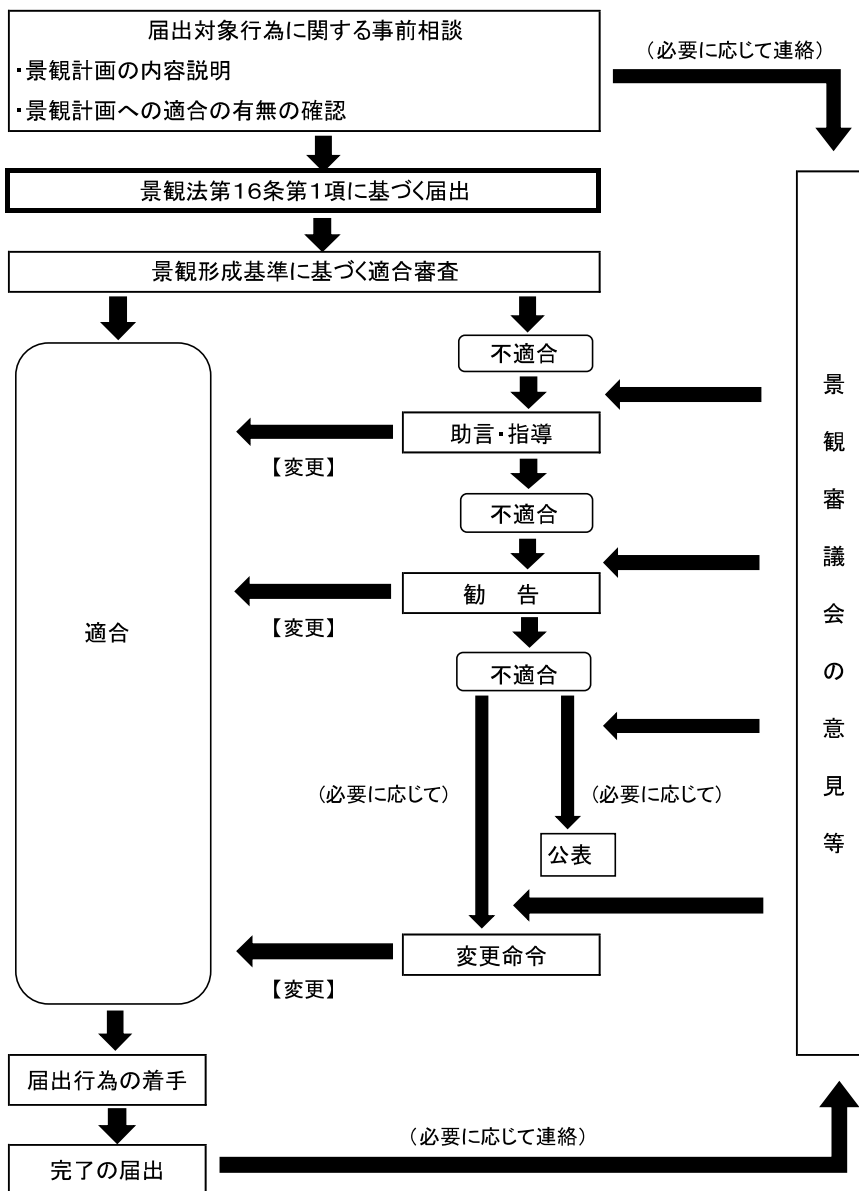 届出対象行為に関する事前相談
・景観計画の内容説明
・景観計画への適合の有無の確認
（必要に応じて連絡）
景観法第１６条第１項に基づく届出
景観形成基準に基づく適合審査
不適合
助言・指導
【変更】
不適合
勧　告
【変更】
適合
不適合
（必要に応じて）
（必要に応じて）
公表
変更命令
【変更】
景観審議会の意見等
届出行為の着手
（必要に応じて連絡）
完了の届出